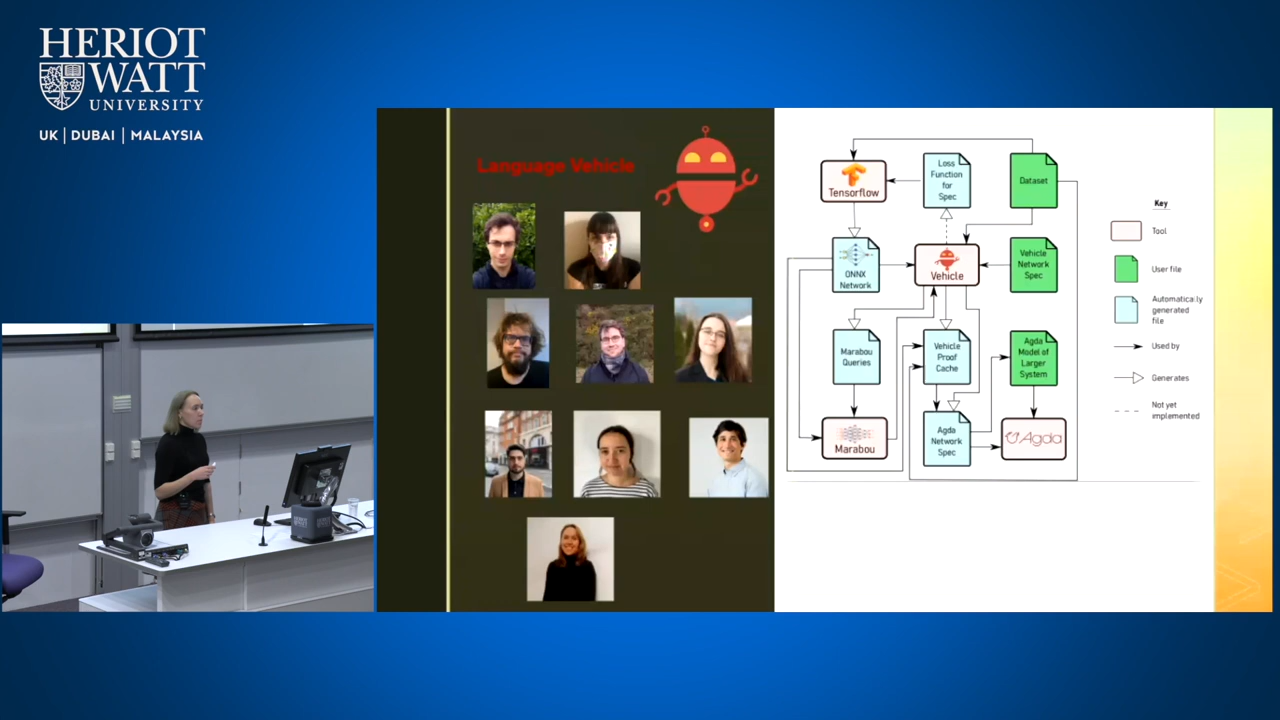 HERIOT
WATT
UNIVERSITY
UK | DUBAI | MALAYSIA
Language Vehicle
Tensorflow
Loss
Function
for
Spec
Dataset
ONNX
Network
Vehicle
Vehicle
Network
Spec
Marabou
Queries
Vehicle
Proof
Cache
Agda
Model of
Larger
System
Marabou
Agda
Network
Spec
Agda
Key
Tool
User file
Automatically
generated
file
Used by
Generates
Not yet
implemented